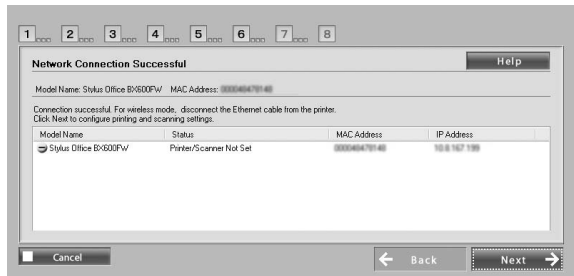 1 2 3 4 5 6 7 8
Network Connection Successful
Help
Model Name: Stylus Office BX600FW MAC Address:
Connection successful. For wireless mode, disconnect the Ethernet cable from the printer.
Click Next to configure printing and scanning settings.
Model Name Status MAC Address IP Address
Stylus Office BX600FW Printer/Scanner Not Set
Cancel Back Next